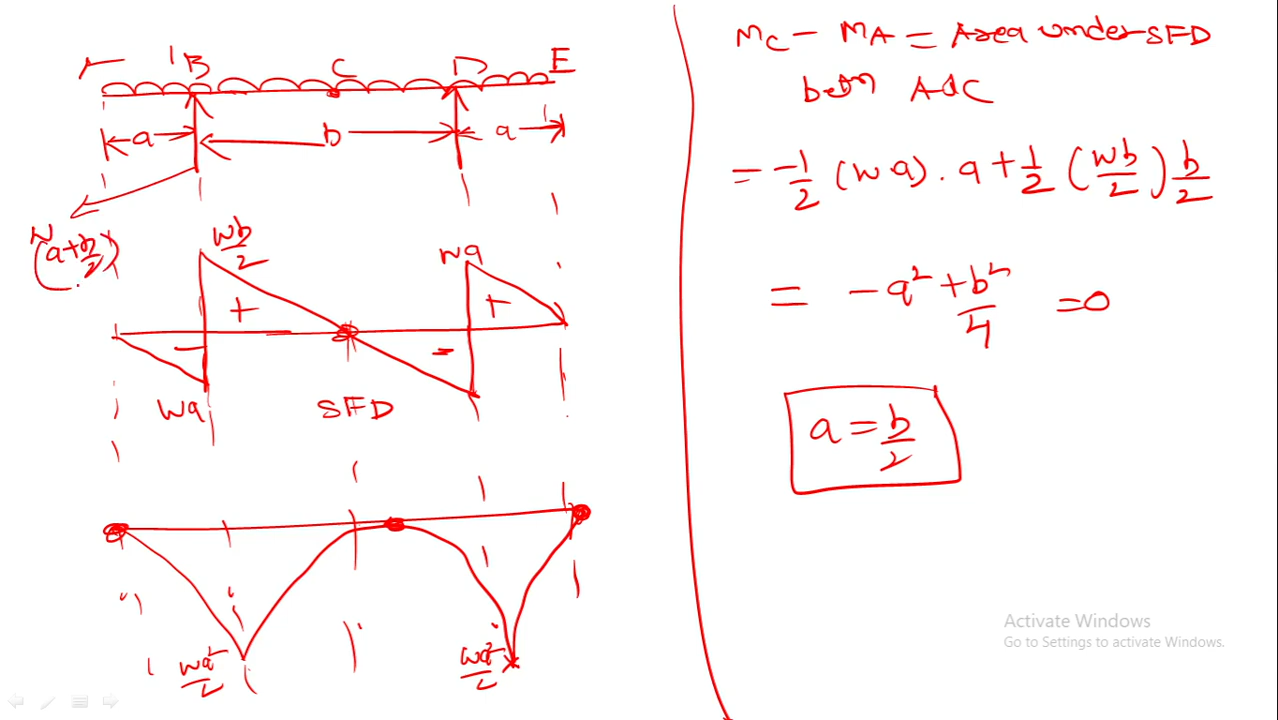 B C D E
a b a
W
(a+b/2)
Wb/2
wa
+ +
- -
Wa SFD
Wa²/2 Wa²/2
Mc - MA = Area under SFD
betn A&C
= -1/2 (wa).a+1/2 (Wb/2) b/2
= -a²+b²/4 =0
a=b/2
Activate Windows
Go to Settings to activate Windows.